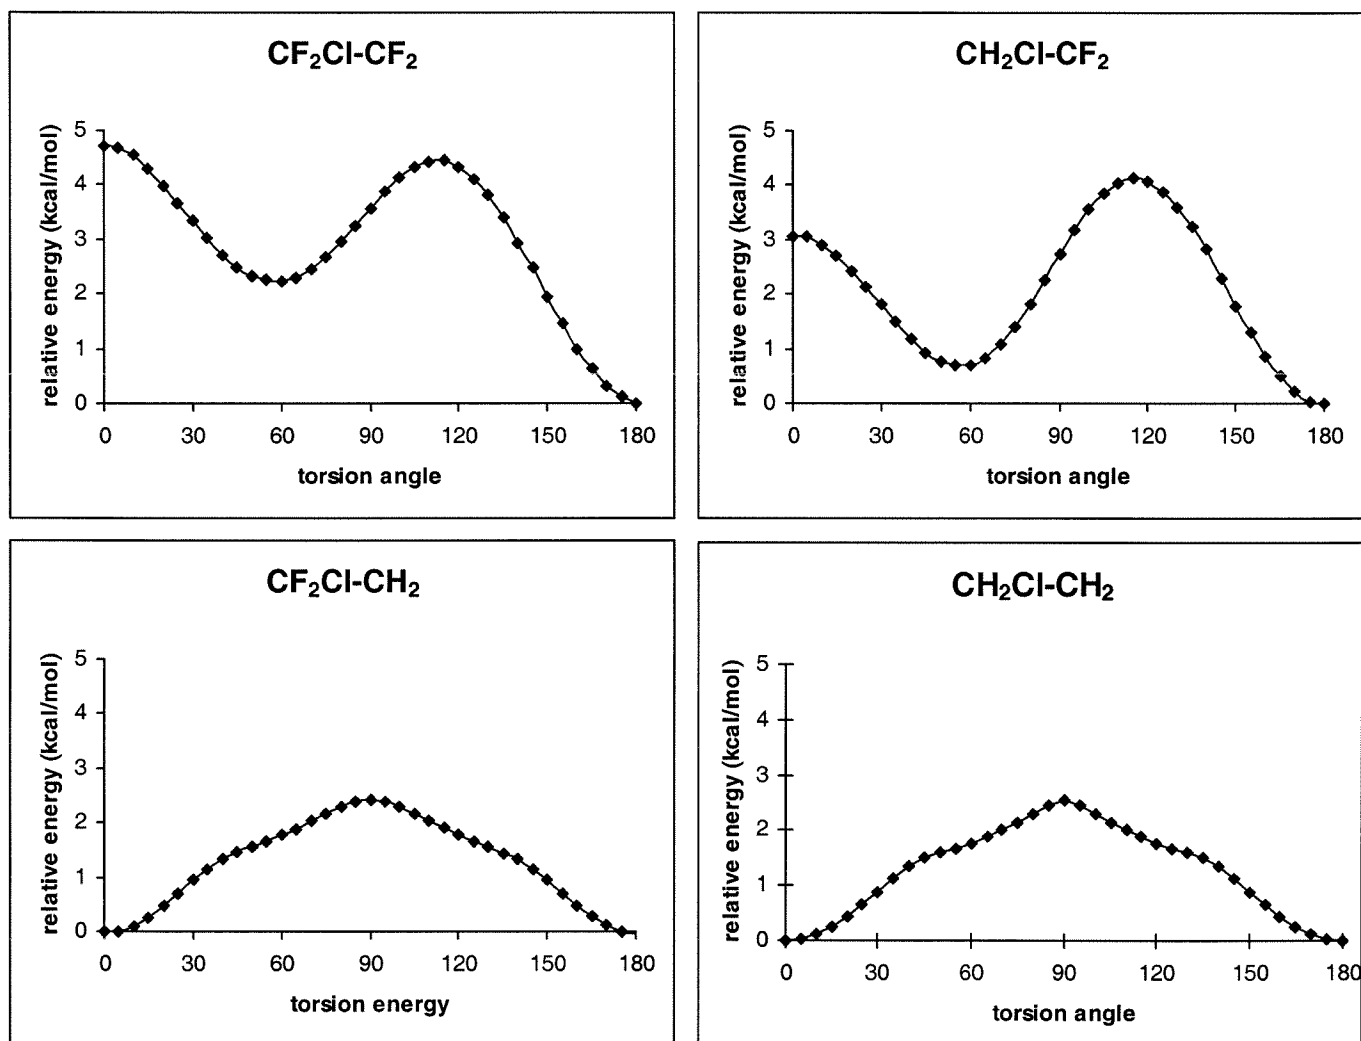 CF₂Cl-CF₂
relative energy (kcal/mol)
5
4
3
2
1
0
0 30 60 90 120 150 180
torsion angle
CH₂Cl-CF₂
relative energy (kcal/mol)
5
4
3
2
1
0
0 30 60 90 120 150 180
torsion angle
CF₂Cl-CH₂
relative energy (kcal/mol)
5
4
3
2
1
0
0 30 60 90 120 150 180
torsion energy
CH₂Cl-CH₂
relative energy (kcal/mol)
5
4
3
2
1
0
0 30 60 90 120 150 180
torsion angle